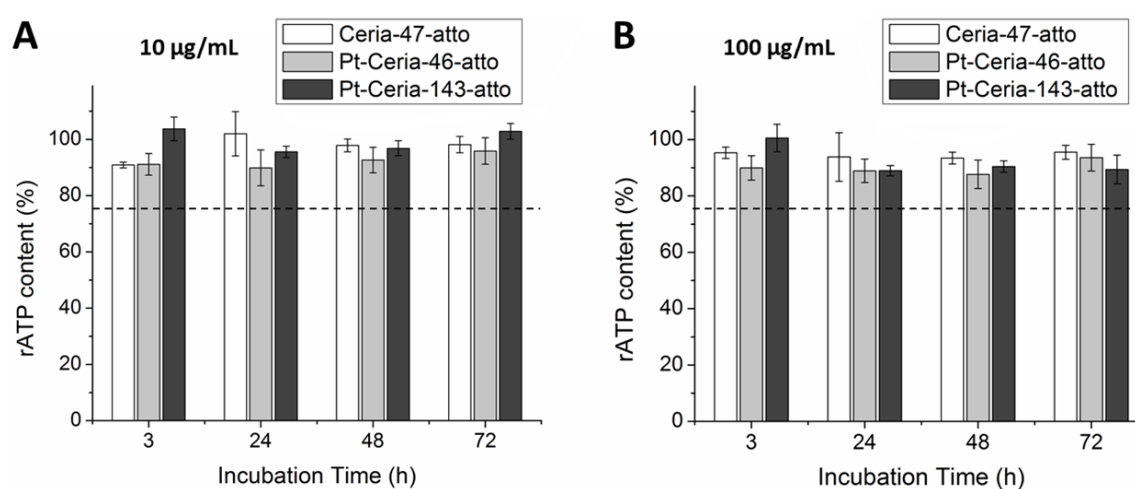 A
10 µg/mL
Ceria-47-atto
Pt-Ceria-46-atto
Pt-Ceria-143-atto
100
80
60
40
20
0
rATP content (%)
3 24 48 72
Incubation Time (h)
B
100 µg/mL
Ceria-47-atto
Pt-Ceria-46-atto
Pt-Ceria-143-atto
100
80
60
40
20
0
rATP content (%)
3 24 48 72
Incubation Time (h)